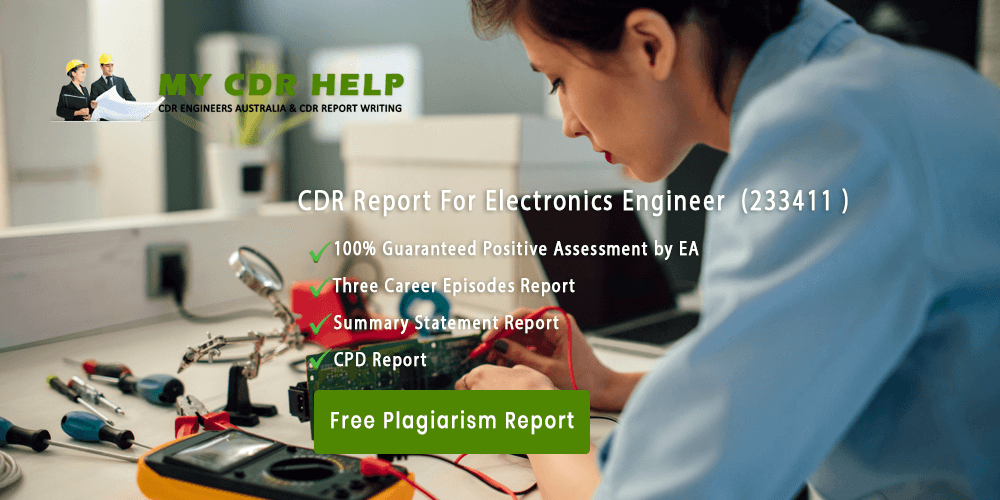 MY CDR HELP
CDR ENGINEERS AUSTRALIA & CDR REPORT WRITING
CDR Report For Electronics Engineer (233411 )
100% Guaranteed Positive Assessment by EA
Three Career Episodes Report
Summary Statement Report
CPD Report
Free Plagiarism Report